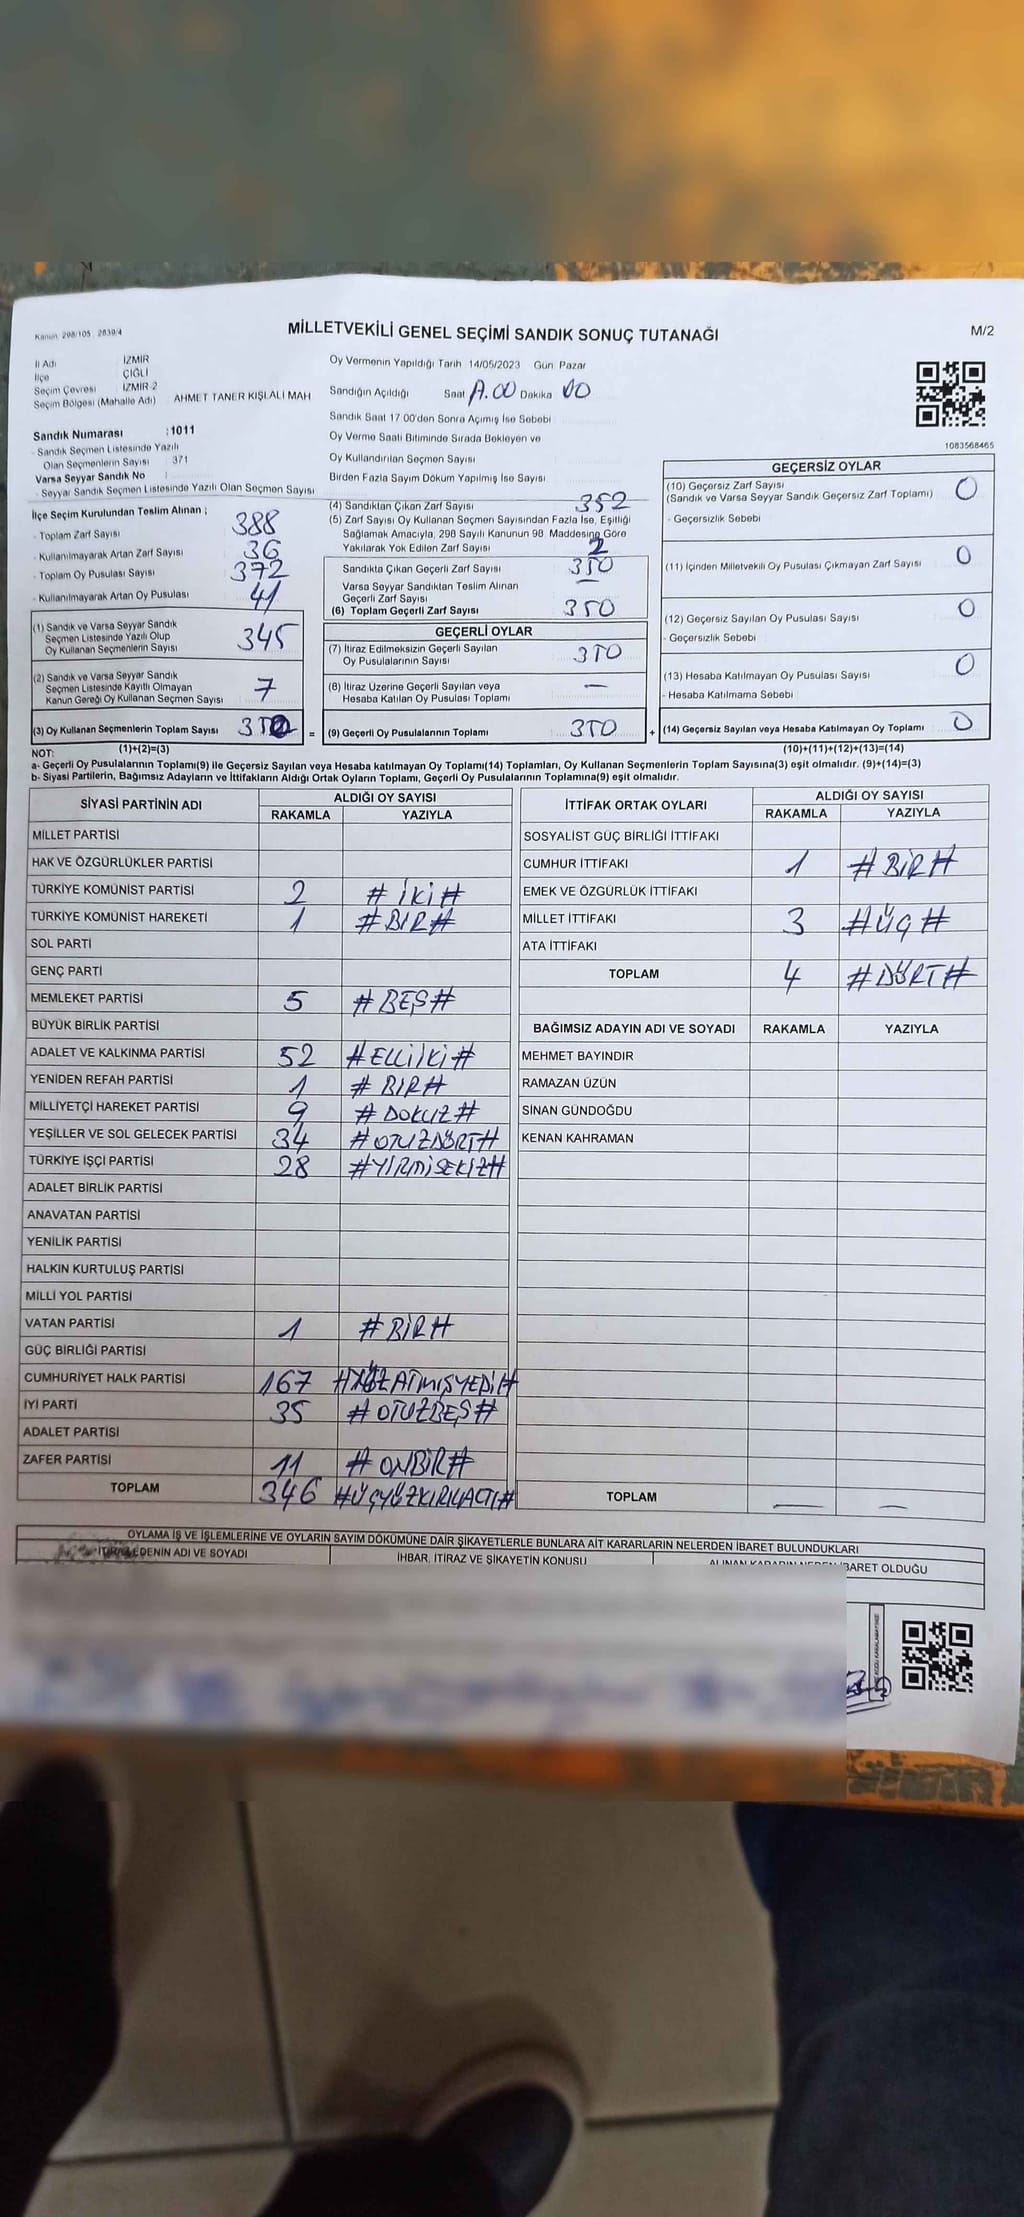 Kanun 298/105, 2839/4
MİLLETVEKİLİ GENEL SEÇİMİ SANDIK SONUÇ TUTANAĞI
M/2
İl Adı İZMİR
İlçe ÇİĞLİ
Seçim Çevresi İZMİR-2
Seçim Bölgesi (Mahalle Adı) AHMET TANER KIŞLALI MAH
Sandık Numarası : 1011
- Sandık Seçmen Listesinde Yazılı
Olan Seçmenlerin Sayısı 371
Varsa Seyyar Sandık No :
- Seyyar Sandık Seçmen Listesinde Yazılı Olan Seçmen Sayısı
Oy Vermenin Yapıldığı Tarih 14/05/2023 Gün Pazar
Sandığın Açıldığı Saat 17.00 Dakika 00
Sandık Saat 17:00'den Sonra Açımış İse Sebebi
Oy Verme Saati Bitiminde Sırada Bekleyen ve
Oy Kullandırılan Seçmen Sayısı
Birden Fazla Sayım Döküm Yapılmış İse Sayısı
1083568465
İlçe Seçim Kurulundan Teslim Alınan ;
- Toplam Zarf Sayısı 388
- Kullanılmayarak Artan Zarf Sayısı 36
- Toplam Oy Pusulası Sayısı 372
- Kullanılmayarak Artan Oy Pusulası 41
(1) Sandık ve Varsa Seyyar Sandık
Seçmen Listesinde Yazılı Olup
Oy Kullanan Seçmenlerin Sayısı 345
(2) Sandık ve Varsa Seyyar Sandık
Seçmen Listesinde Kayıtlı Olmayan
Kanun Gereği Oy Kullanan Seçmen Sayısı 7
(3) Oy Kullanan Seçmenlerin Toplam Sayısı =
(4) Sandıktan Çıkan Zarf Sayısı 352
(5) Zarf Sayısı Oy Kullanan Seçmen Sayısından Fazla İse, Eşitliği
Sağlamak Amacıyla, 298 Sayılı Kanunun 98 Maddesine Göre
Yakılarak Yok Edilen Zarf Sayısı 2
Sandıkta Çıkan Geçerli Zarf Sayısı 350
Varsa Seyyar Sandıktan Teslim Alınan
Geçerli Zarf Sayısı —
(6) Toplam Geçerli Zarf Sayısı 350
GEÇERLİ OYLAR
(7) İtiraz Edilmeksizin Geçerli Sayılan
Oy Pusulalarının Sayısı 350
(8) İtiraz Üzerine Geçerli Sayılan veya
Hesaba Katılan Oy Pusulası Toplamı —
(9) Geçerli Oy Pusulalarının Toplamı 350 +
GEÇERSİZ OYLAR
(10) Geçersiz Zarf Sayısı 0
(Sandık ve Varsa Seyyar Sandık Geçersiz Zarf Toplamı)
- Geçersizlik Sebebi
(11) İçinden Milletvekili Oy Pusulası Çıkmayan Zarf Sayısı 0
(12) Geçersiz Sayılan Oy Pusulası Sayısı 0
- Geçersizlik Sebebi
(13) Hesaba Katılmayan Oy Pusulası Sayısı 0
- Hesaba Katılmama Sebebi
(14) Geçersiz Sayılan veya Hesaba Katılmayan Oy Toplamı 0
NOT: (1)+(2)=(3) (10)+(11)+(12)+(13)=(14)
a- Geçerli Oy Pusulalarının Toplamı(9) ile Geçersiz Sayılan veya Hesaba katılmayan Oy Toplamı(14) Toplamları, Oy Kullanan Seçmenlerin Toplam Sayısına(3) eşit olmalıdır. (9)+(14)=(3)
b- Siyasi Partilerin, Bağımsız Adayların ve İttifakların Aldığı Ortak Oyların Toplamı, Geçerli Oy Pusulalarının Toplamına(9) eşit olmalıdır.
SİYASİ PARTİNİN ADI ALDIĞI OY SAYISI
RAKAMLA YAZIYLA
MİLLET PARTİSİ
HAK VE ÖZGÜRLÜKLER PARTİSİ
TÜRKİYE KOMÜNİST PARTİSİ 2 # İKİ #
TÜRKİYE KOMÜNİST HAREKETİ 1 # BİR #
SOL PARTİ
GENÇ PARTİ
MEMLEKET PARTİSİ 5 # BEŞ #
BÜYÜK BİRLİK PARTİSİ
ADALET VE KALKINMA PARTİSİ 52 # ELLİİKİ #
YENİDEN REFAH PARTİSİ 1 # BİR #
MİLLİYETÇİ HAREKET PARTİSİ 9 # DOKUZ #
YEŞİLLER VE SOL GELECEK PARTİSİ 34 # OTUZDÖRT #
TÜRKİYE İŞÇİ PARTİSİ 28 # YİRMİSEKİZ #
ADALET BİRLİK PARTİSİ
ANAVATAN PARTİSİ
YENİLİK PARTİSİ
HALKIN KURTULUŞ PARTİSİ
MİLLİ YOL PARTİSİ
VATAN PARTİSİ 1 # BİR #
GÜÇ BİRLİĞİ PARTİSİ
CUMHURİYET HALK PARTİSİ 167 # YÜZATMIŞYEDİ #
İYİ PARTİ 35 # OTUZBEŞ #
ADALET PARTİSİ
ZAFER PARTİSİ 11 # ONBİR #
TOPLAM 346 # ÜÇYÜZKIRKALTI #
İTTİFAK ORTAK OYLARI ALDIĞI OY SAYISI
RAKAMLA YAZIYLA
SOSYALİST GÜÇ BİRLİĞİ İTTİFAKI
CUMHUR İTTİFAKI 1 # BİR #
EMEK VE ÖZGÜRLÜK İTTİFAKI
MİLLET İTTİFAKI 3 # ÜÇ #
ATA İTTİFAKI
TOPLAM 4 # DÖRT #
BAĞIMSIZ ADAYIN ADI VE SOYADI RAKAMLA YAZIYLA
MEHMET BAYINDIR
RAMAZAN ÜZÜN
SİNAN GÜNDOĞDU
KENAN KAHRAMAN
TOPLAM — —
OYLAMA İŞ VE İŞLEMLERİNE VE OYLARIN SAYIM DÖKÜMÜNE DAİR ŞİKAYETLERLE BUNLARA AİT KARARLARIN NELERDEN İBARET BULUNDUKLARI
İTİRAZ EDENİN ADI VE SOYADI İHBAR, İTİRAZ VE ŞİKAYETİN KONUSU ALINAN KARARIN NEDEN İBARET OLDUĞU